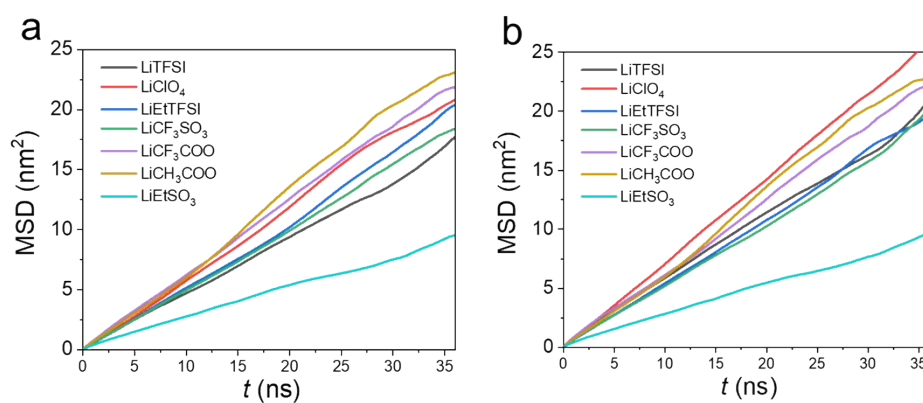 a
MSD (nm²)
25
20
15
10
5
0
LiTFSI
LiClO₄
LiEtTFSI
LiCF₃SO₃
LiCF₃COO
LiCH₃COO
LiEtSO₃
0 5 10 15 20 25 30 35
t (ns)
b
MSD (nm²)
25
20
15
10
5
0
LiTFSI
LiClO₄
LiEtTFSI
LiCF₃SO₃
LiCF₃COO
LiCH₃COO
LiEtSO₃
0 5 10 15 20 25 30 35
t (ns)